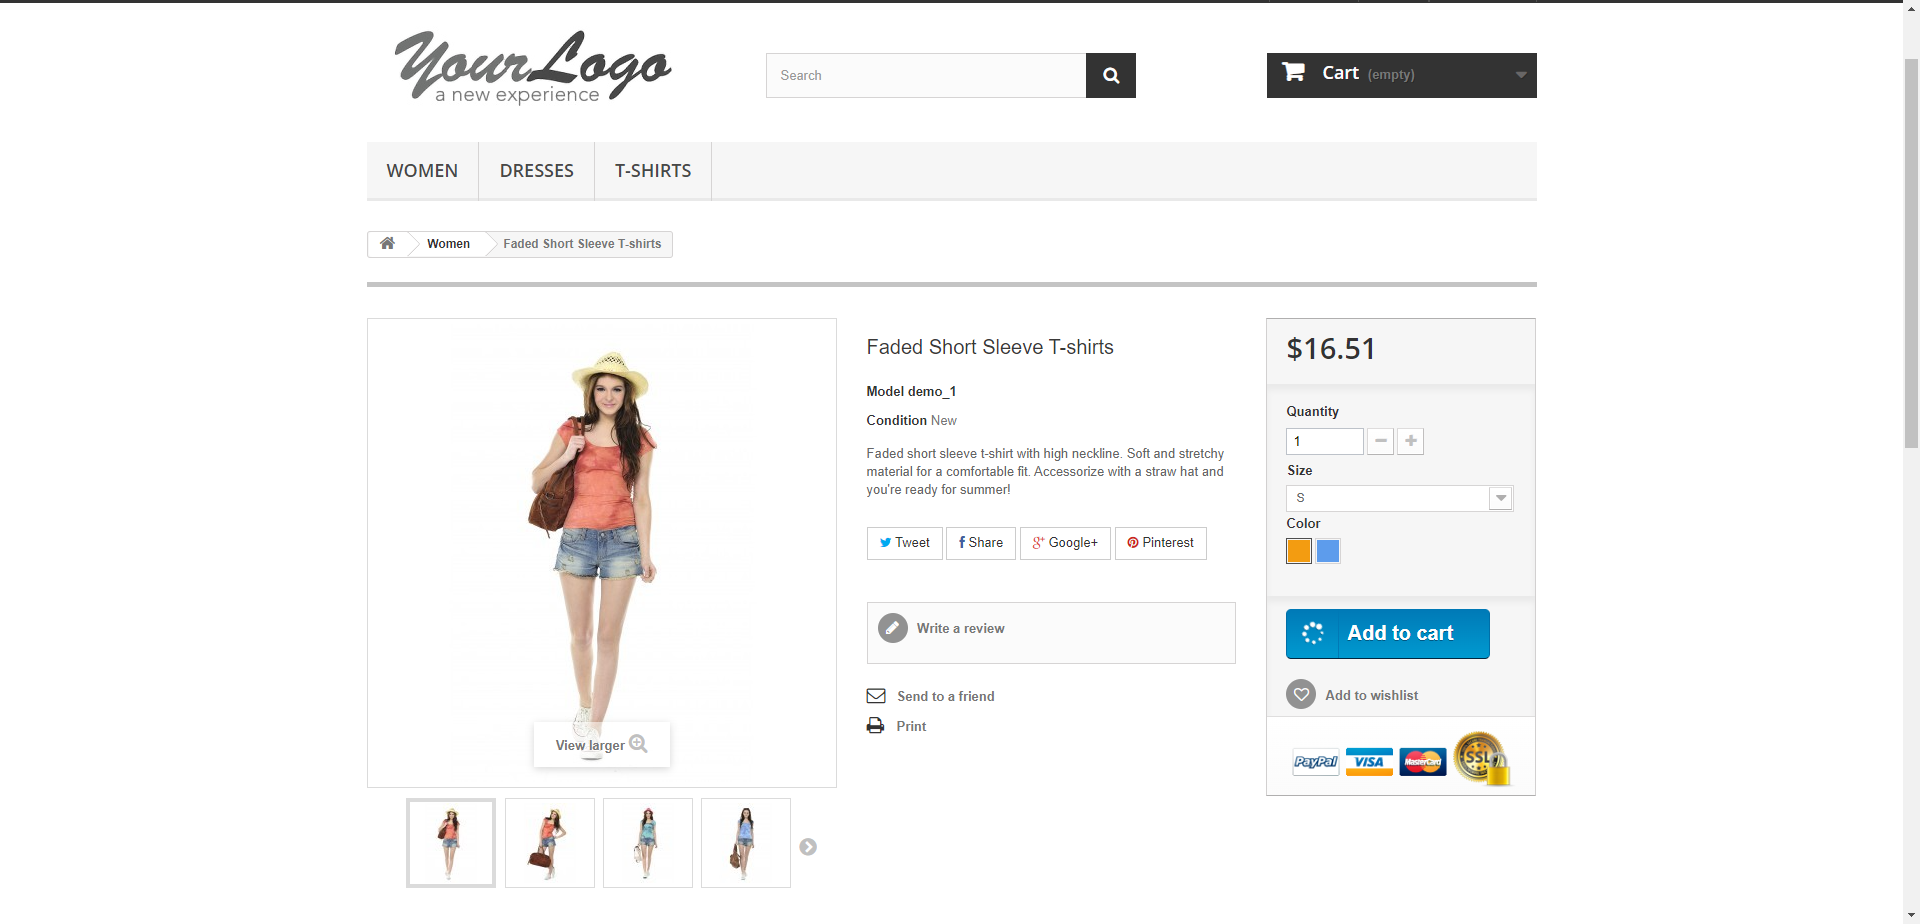 YourLogo
a new experience
Search
Cart (empty)
WOMEN
DRESSES
T-SHIRTS
Women
Faded Short Sleeve T-shirts
View larger
Faded Short Sleeve T-shirts
Model demo_1
Condition New
Faded short sleeve t-shirt with high neckline. Soft and stretchy
material for a comfortable fit. Accessorize with a straw hat and
you're ready for summer!
Tweet
Share
Google+
Pinterest
Write a review
Send to a friend
Print
$16.51
Quantity
1
Size
S
Color
Add to cart
Add to wishlist
PayPal
VISA
MasterCard
SSL